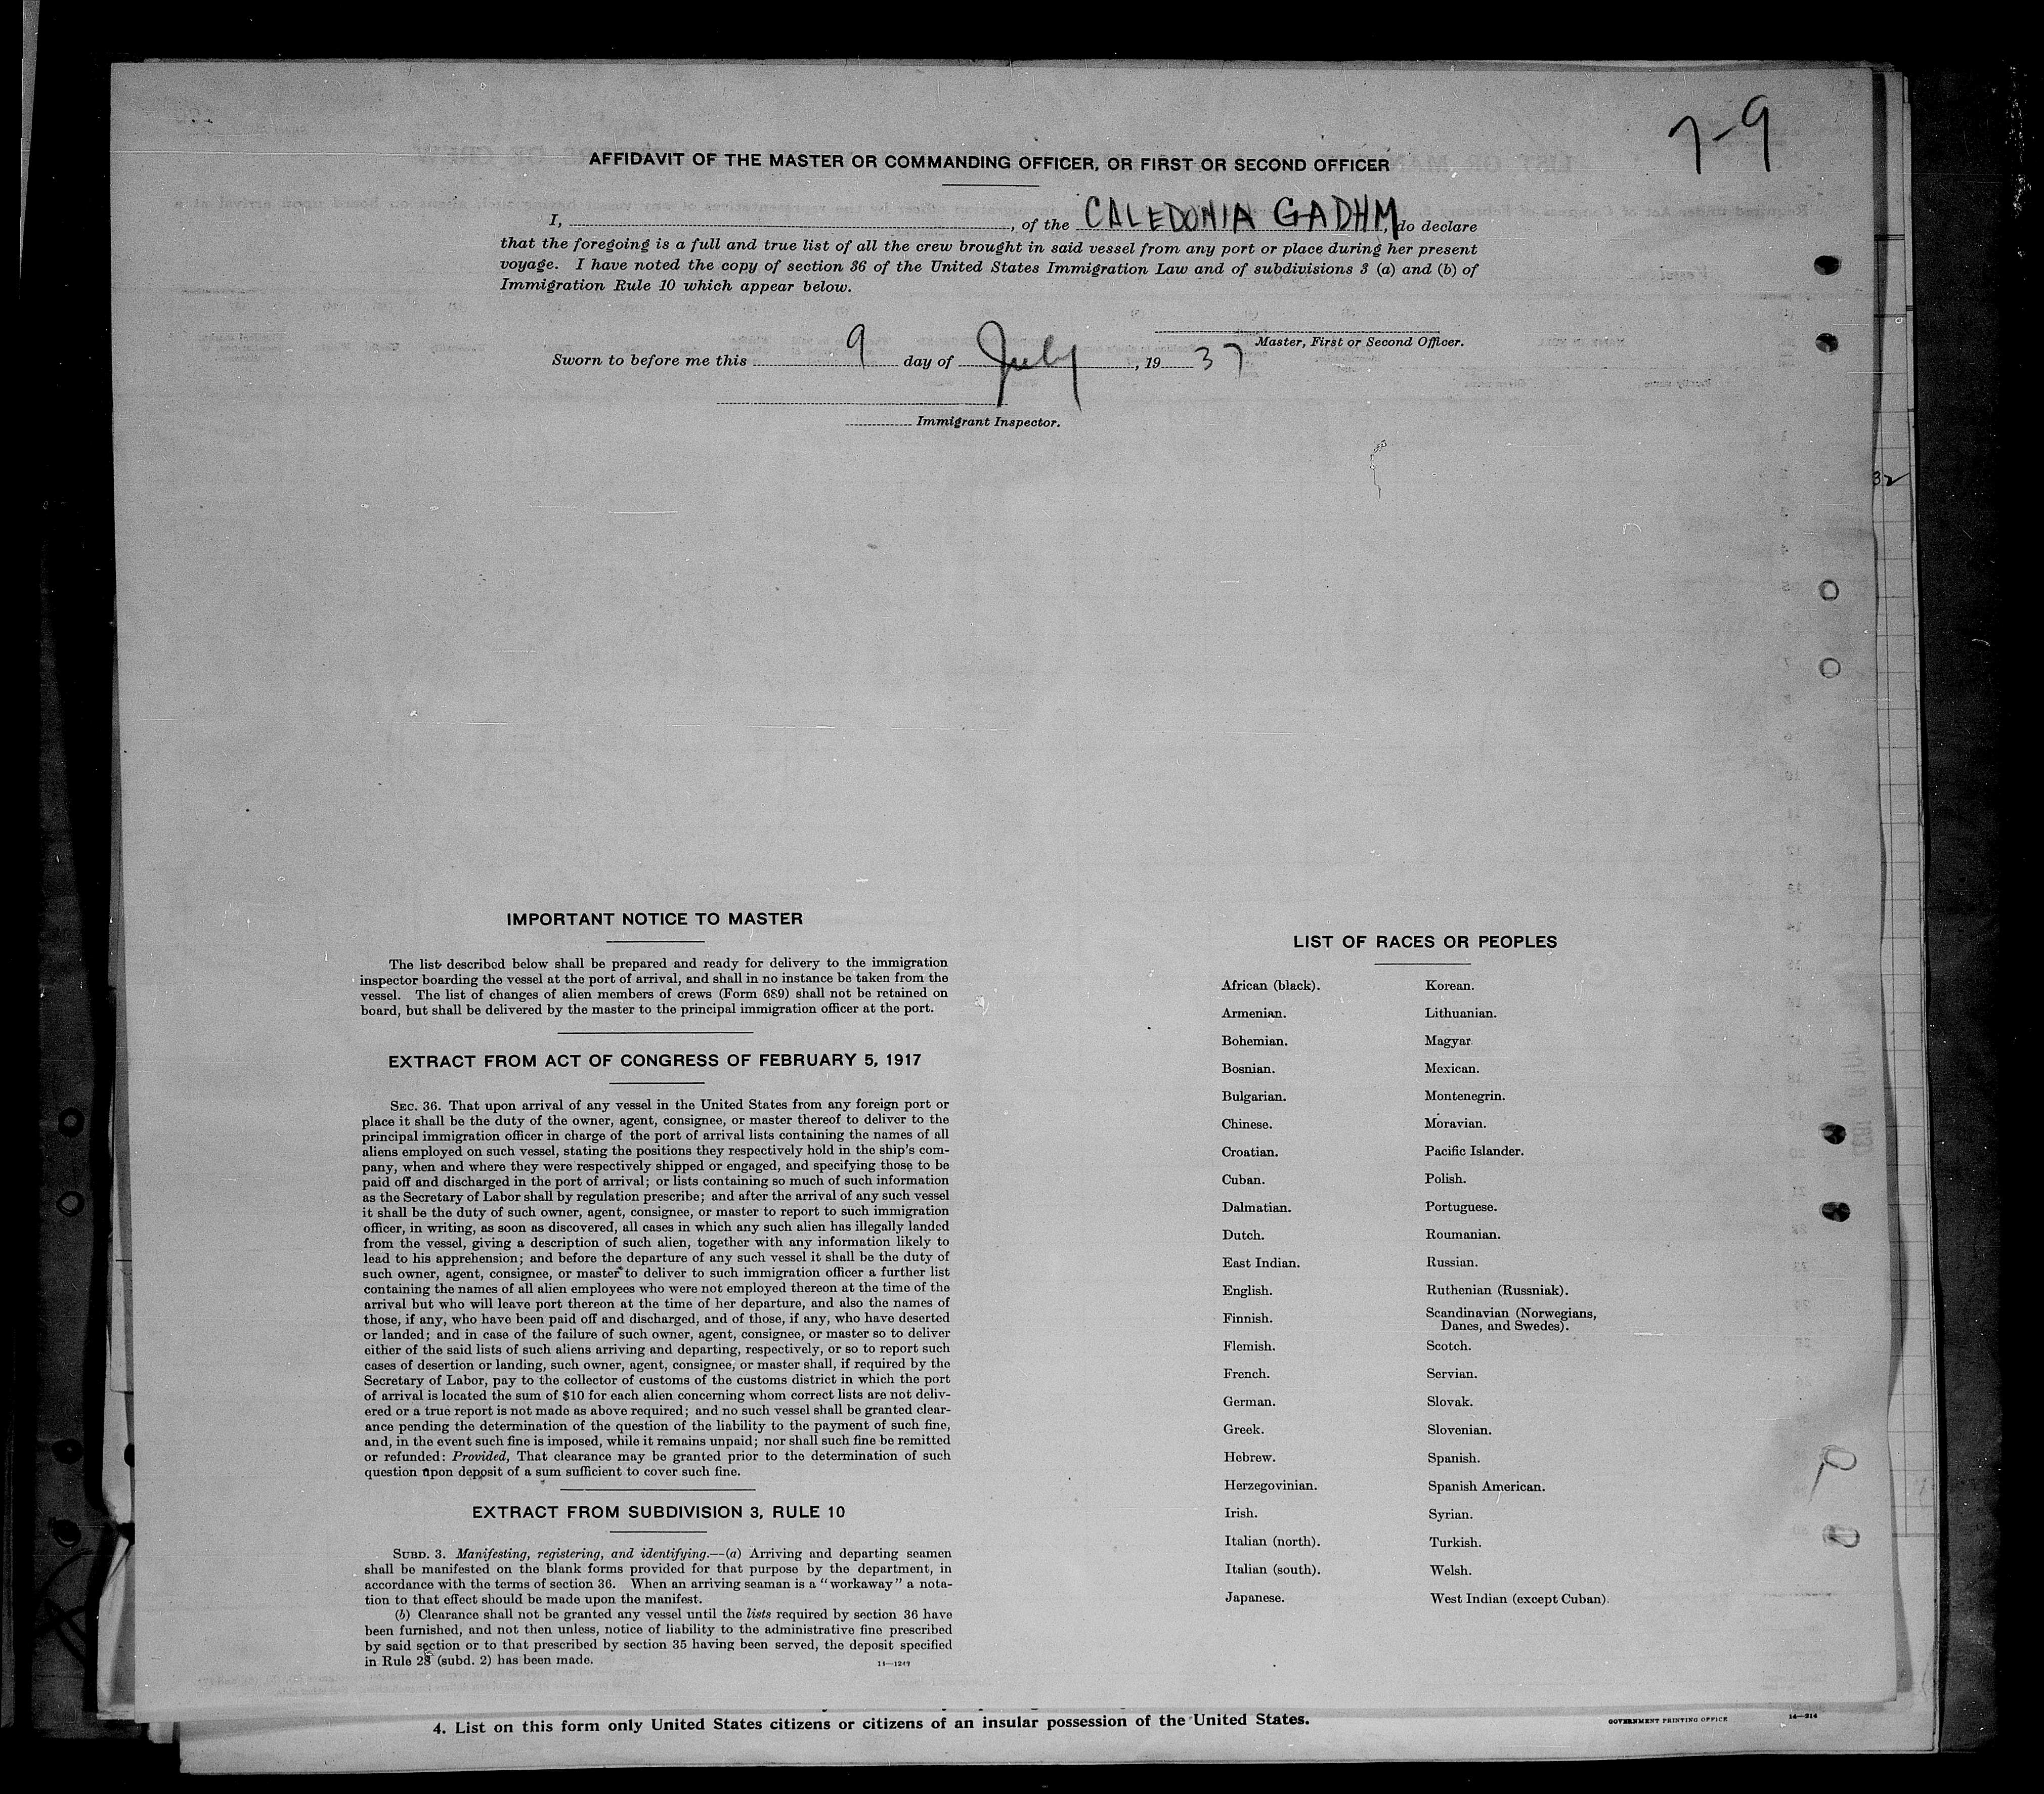 7-9
AFFIDAVIT OF THE MASTER OR COMMANDING OFFICER, OR FIRST OR SECOND OFFICER
I, , of the CALEDONIA GADHM, do declare
that the foregoing is a full and true list of all the crew brought in said vessel from any port or place during her present
voyage. I have noted the copy of section 36 of the United States Immigration Law and of subdivisions 3 (a) and (b) of
Immigration Rule 10 which appear below.
Master, First or Second Officer.
Sworn to before me this 9 day of July, 1937
Immigrant Inspector.
32
IMPORTANT NOTICE TO MASTER
The list described below shall be prepared and ready for delivery to the immigration
inspector boarding the vessel at the port of arrival, and shall in no instance be taken from the
vessel. The list of changes of alien members of crews (Form 689) shall not be retained on
board, but shall be delivered by the master to the principal immigration officer at the port.
EXTRACT FROM ACT OF CONGRESS OF FEBRUARY 5, 1917
SEC. 36. That upon arrival of any vessel in the United States from any foreign port or
place it shall be the duty of the owner, agent, consignee, or master thereof to deliver to the
principal immigration officer in charge of the port of arrival lists containing the names of all
aliens employed on such vessel, stating the positions they respectively hold in the ship's com-
pany, when and where they were respectively shipped or engaged, and specifying those to be
paid off and discharged in the port of arrival; or lists containing so much of such information
as the Secretary of Labor shall by regulation prescribe; and after the arrival of any such vessel
it shall be the duty of such owner, agent, consignee, or master to report to such immigration
officer, in writing, as soon as discovered, all cases in which any such alien has illegally landed
from the vessel, giving a description of such alien, together with any information likely to
lead to his apprehension; and before the departure of any such vessel it shall be the duty of
such owner, agent, consignee, or master to deliver to such immigration officer a further list
containing the names of all alien employees who were not employed thereon at the time of the
arrival but who will leave port thereon at the time of her departure, and also the names of
those, if any, who have been paid off and discharged, and of those, if any, who have deserted
or landed; and in case of the failure of such owner, agent, consignee, or master so to deliver
either of the said lists of such aliens arriving and departing, respectively, or so to report such
cases of desertion or landing, such owner, agent, consignee, or master shall, if required by the
Secretary of Labor, pay to the collector of customs of the customs district in which the port
of arrival is located the sum of $10 for each alien concerning whom correct lists are not deliv-
ered or a true report is not made as above required; and no such vessel shall be granted clear-
ance pending the determination of the question of the liability to the payment of such fine,
and, in the event such fine is imposed, while it remains unpaid; nor shall such fine be remitted
or refunded: Provided, That clearance may be granted prior to the determination of such
question upon deposit of a sum sufficient to cover such fine.
EXTRACT FROM SUBDIVISION 3, RULE 10
SUBD. 3. Manifesting, registering, and identifying.—(a) Arriving and departing seamen
shall be manifested on the blank forms provided for that purpose by the department, in
accordance with the terms of section 36. When an arriving seaman is a "workaway" a nota-
tion to that effect should be made upon the manifest.
(b) Clearance shall not be granted any vessel until the lists required by section 36 have
been furnished, and not then unless, notice of liability to the administrative fine prescribed
by said section or to that prescribed by section 35 having been served, the deposit specified
in Rule 28 (subd. 2) has been made.
14—1249
LIST OF RACES OR PEOPLES
African (black).
Armenian.
Bohemian.
Bosnian.
Bulgarian.
Chinese.
Croatian.
Cuban.
Dalmatian.
Dutch.
East Indian.
English.
Finnish.
Flemish.
French.
German.
Greek.
Hebrew.
Herzegovinian.
Irish.
Italian (north).
Italian (south).
Japanese.
Korean.
Lithuanian.
Magyar
Mexican.
Montenegrin.
Moravian.
Pacific Islander.
Polish.
Portuguese.
Roumanian.
Russian.
Ruthenian (Russniak).
Scandinavian (Norwegians,
Danes, and Swedes).
Scotch.
Servian.
Slovak.
Slovenian.
Spanish.
Spanish American.
Syrian.
Turkish.
Welsh.
West Indian (except Cuban).
4. List on this form only United States citizens or citizens of an insular possession of the United States.
GOVERNMENT PRINTING OFFICE
14—914